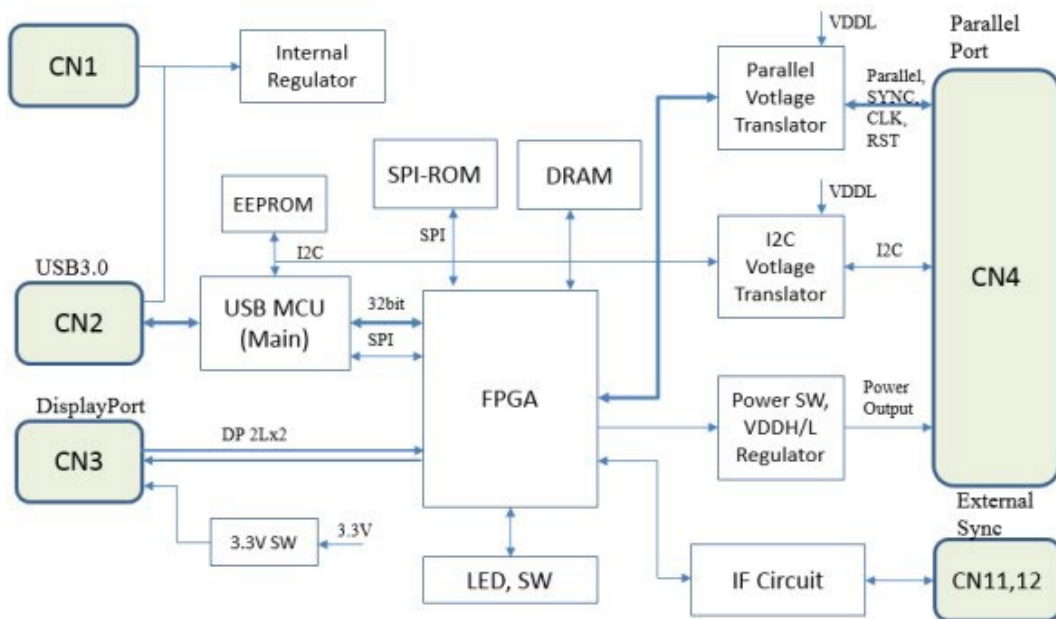 CN1
Internal
Regulator
VDDL
Parallel
Port
Parallel
Votlage
Translator
Parallel,
SYNC,
CLK,
RST
SPI-ROM
DRAM
EEPROM
SPI
I2C
VDDL
I2C
Votlage
Translator
I2C
CN4
USB3.0
CN2
USB MCU
(Main)
32bit
SPI
FPGA
Power SW,
VDDH/L
Regulator
Power
Output
DisplayPort
CN3
DP 2Lx2
3.3V SW
3.3V
LED, SW
IF Circuit
External
Sync
CN11,12